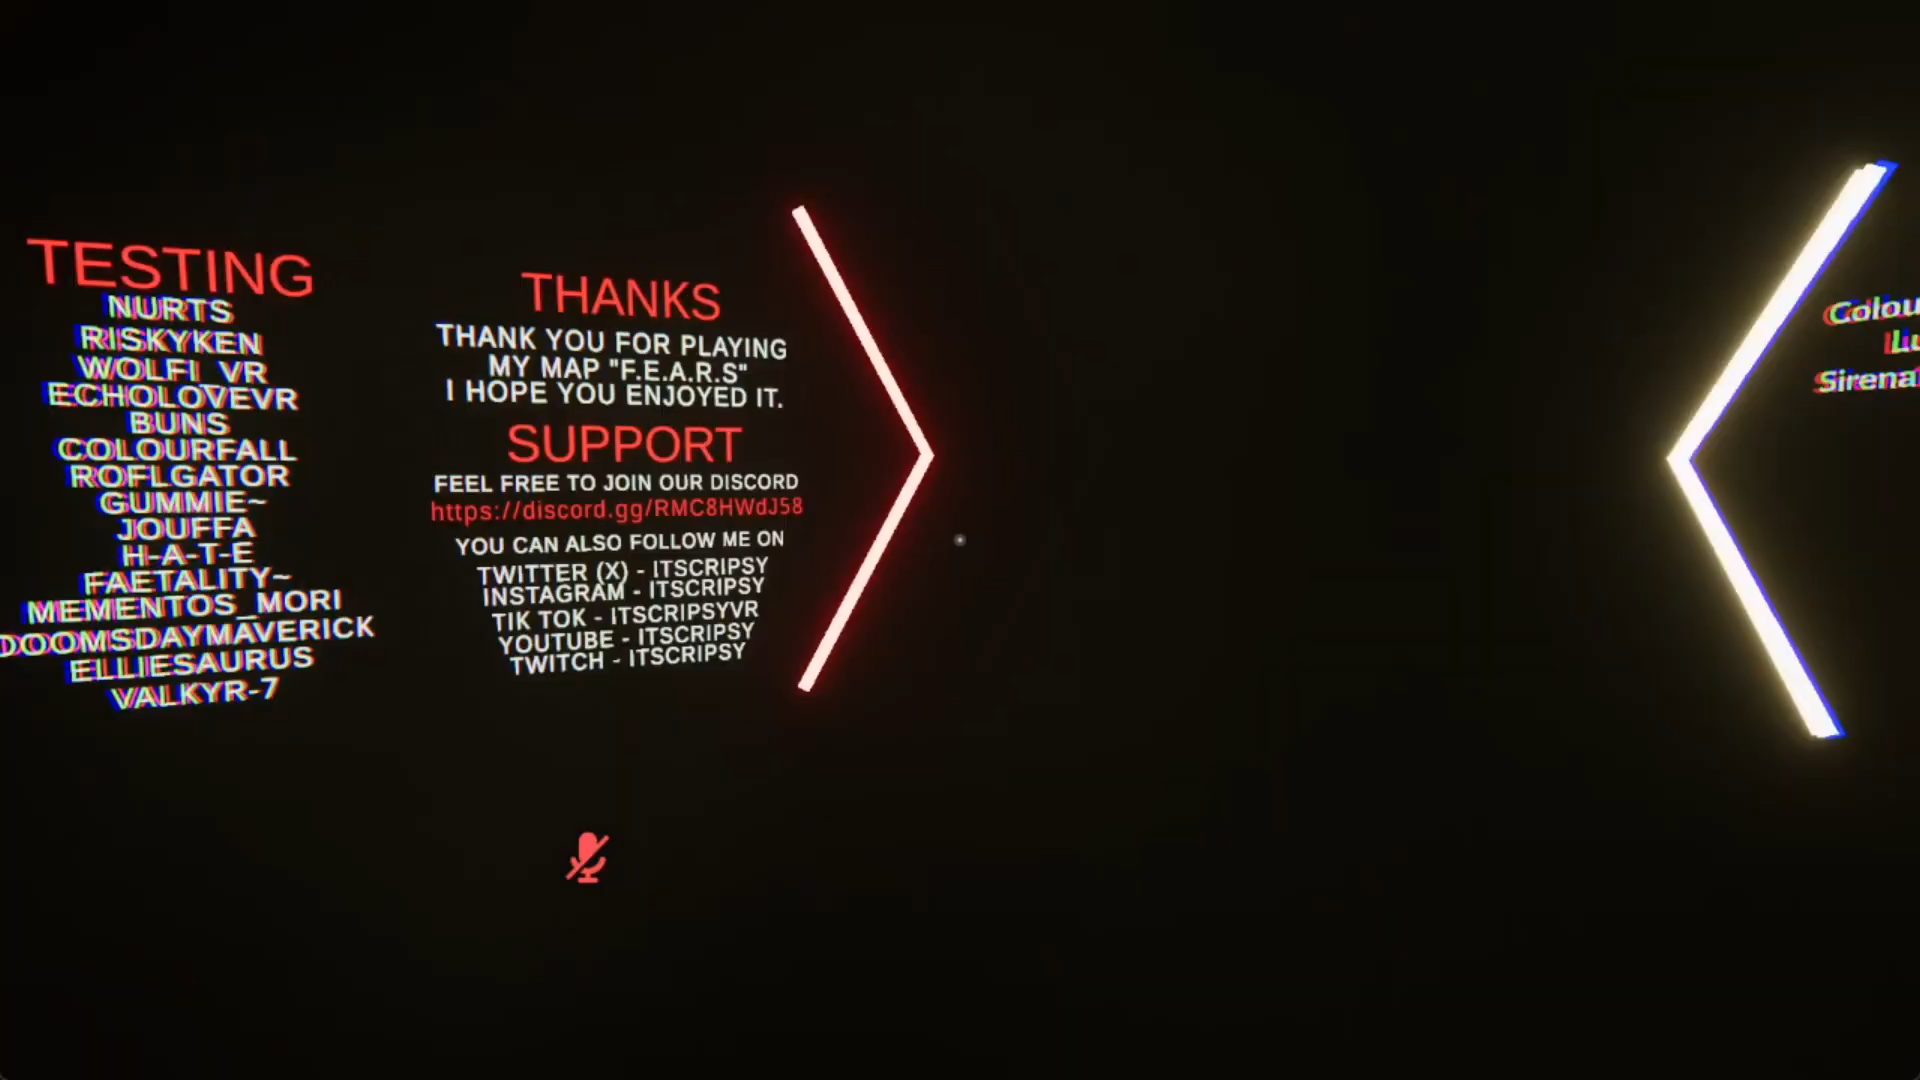 TESTING
NURTS
RISKYKEN
WOLFI_VR
ECHOLOVEVR
BUNS
COLOURFALL
ROFLGATOR
GUMMIE~
JOUFFA
H-A-T-E
FAETALITY~
MEMENTOS_MORI
DOOMSDAYMAVERICK
ELLIESAURUS
VALKYR-7
THANKS
THANK YOU FOR PLAYING
MY MAP "F.E.A.R.S"
I HOPE YOU ENJOYED IT.
SUPPORT
FEEL FREE TO JOIN OUR DISCORD
https://discord.gg/RMC8HWdJ58
YOU CAN ALSO FOLLOW ME ON
TWITTER (X) - ITSCRIPSY
INSTAGRAM - ITSCRIPSY
TIK TOK - ITSCRIPSYVR
YOUTUBE - ITSCRIPSY
TWITCH - ITSCRIPSY